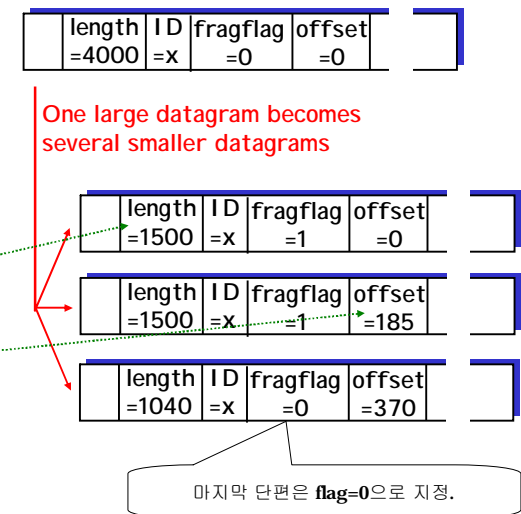 length ID fragflag offset
=4000 =x =0 =0
One large datagram becomes
several smaller datagrams
length ID fragflag offset
=1500 =x =1 =0
length ID fragflag offset
=1500 =x =1 =185
length ID fragflag offset
=1040 =x =0 =370
마지막 단편은 flag=0으로 지정.